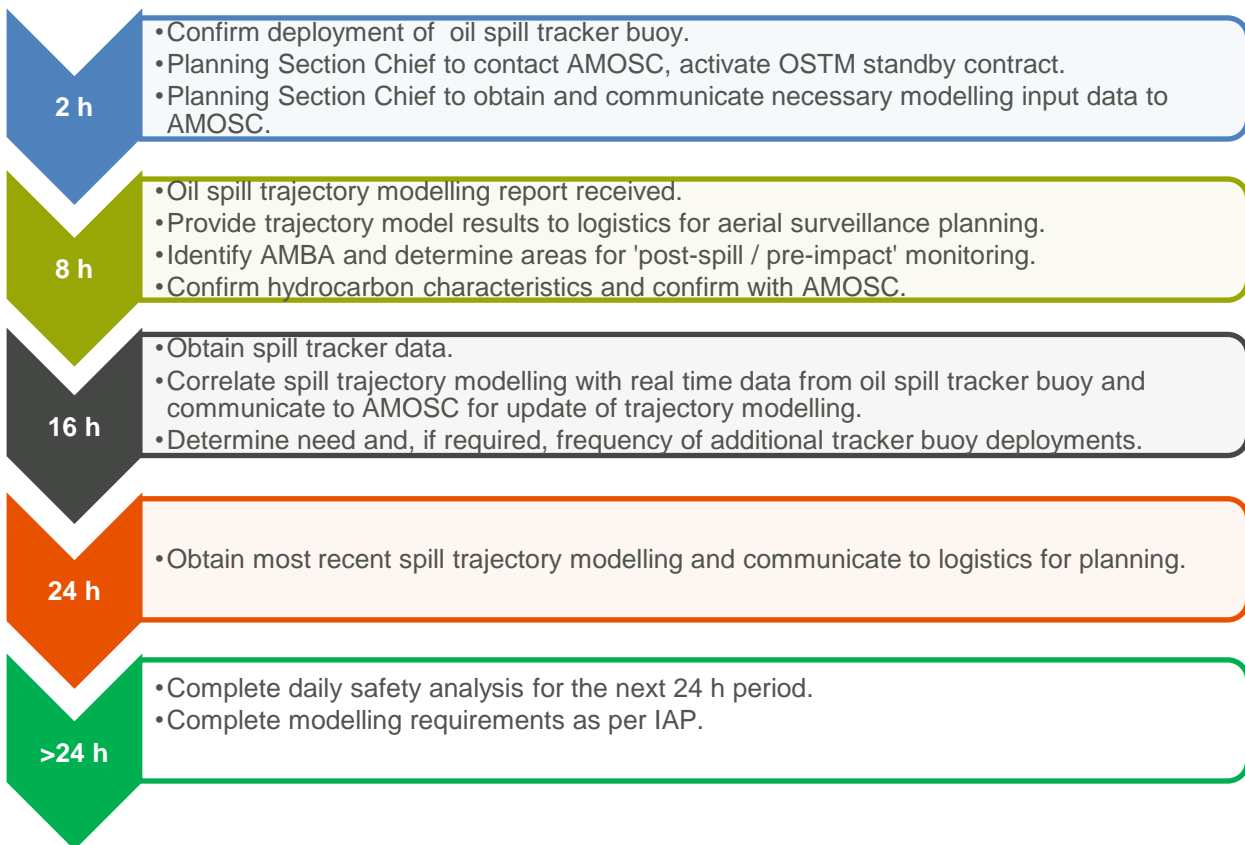 2 h
•Confirm deployment of  oil spill tracker buoy.
•Planning Section Chief to contact AMOSC, activate OSTM standby contract.
•Planning Section Chief to obtain and communicate necessary modelling input data to
AMOSC.
8 h
•Oil spill trajectory modelling report received.
•Provide trajectory model results to logistics for aerial surveillance planning.
•Identify AMBA and determine areas for 'post-spill / pre-impact' monitoring.
•Confirm hydrocarbon characteristics and confirm with AMOSC.
16 h
•Obtain spill tracker data.
•Correlate spill trajectory modelling with real time data from oil spill tracker buoy and
communicate to AMOSC for update of trajectory modelling.
•Determine need and, if required, frequency of additional tracker buoy deployments.
24 h
•Obtain most recent spill trajectory modelling and communicate to logistics for planning.
>24 h
•Complete daily safety analysis for the next 24 h period.
•Complete modelling requirements as per IAP.